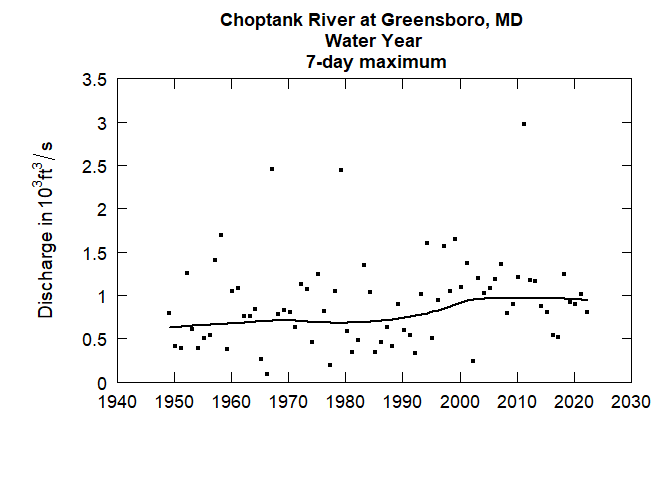 Choptank River at Greensboro, MD
Water Year
7-day maximum
Discharge in 10³ft³/s
3.5
3
2.5
2
1.5
1
0.5
0
1940 1950 1960 1970 1980 1990 2000 2010 2020 2030